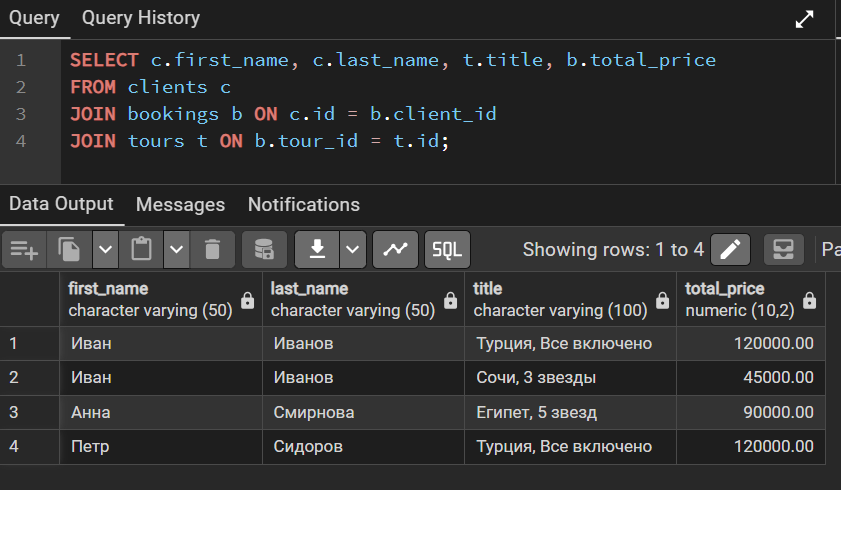 Query Query History
1 SELECT c.first_name, c.last_name, t.title, b.total_price
2 FROM clients c
3 JOIN bookings b ON c.id = b.client_id
4 JOIN tours t ON b.tour_id = t.id;
Data Output Messages Notifications
SQL Showing rows: 1 to 4 Pa
first_name last_name title total_price
character varying (50) character varying (50) character varying (100) numeric (10,2)
1 Иван Иванов Турция, Все включено 120000.00
2 Иван Иванов Сочи, 3 звезды 45000.00
3 Анна Смирнова Египет, 5 звезд 90000.00
4 Петр Сидоров Турция, Все включено 120000.00